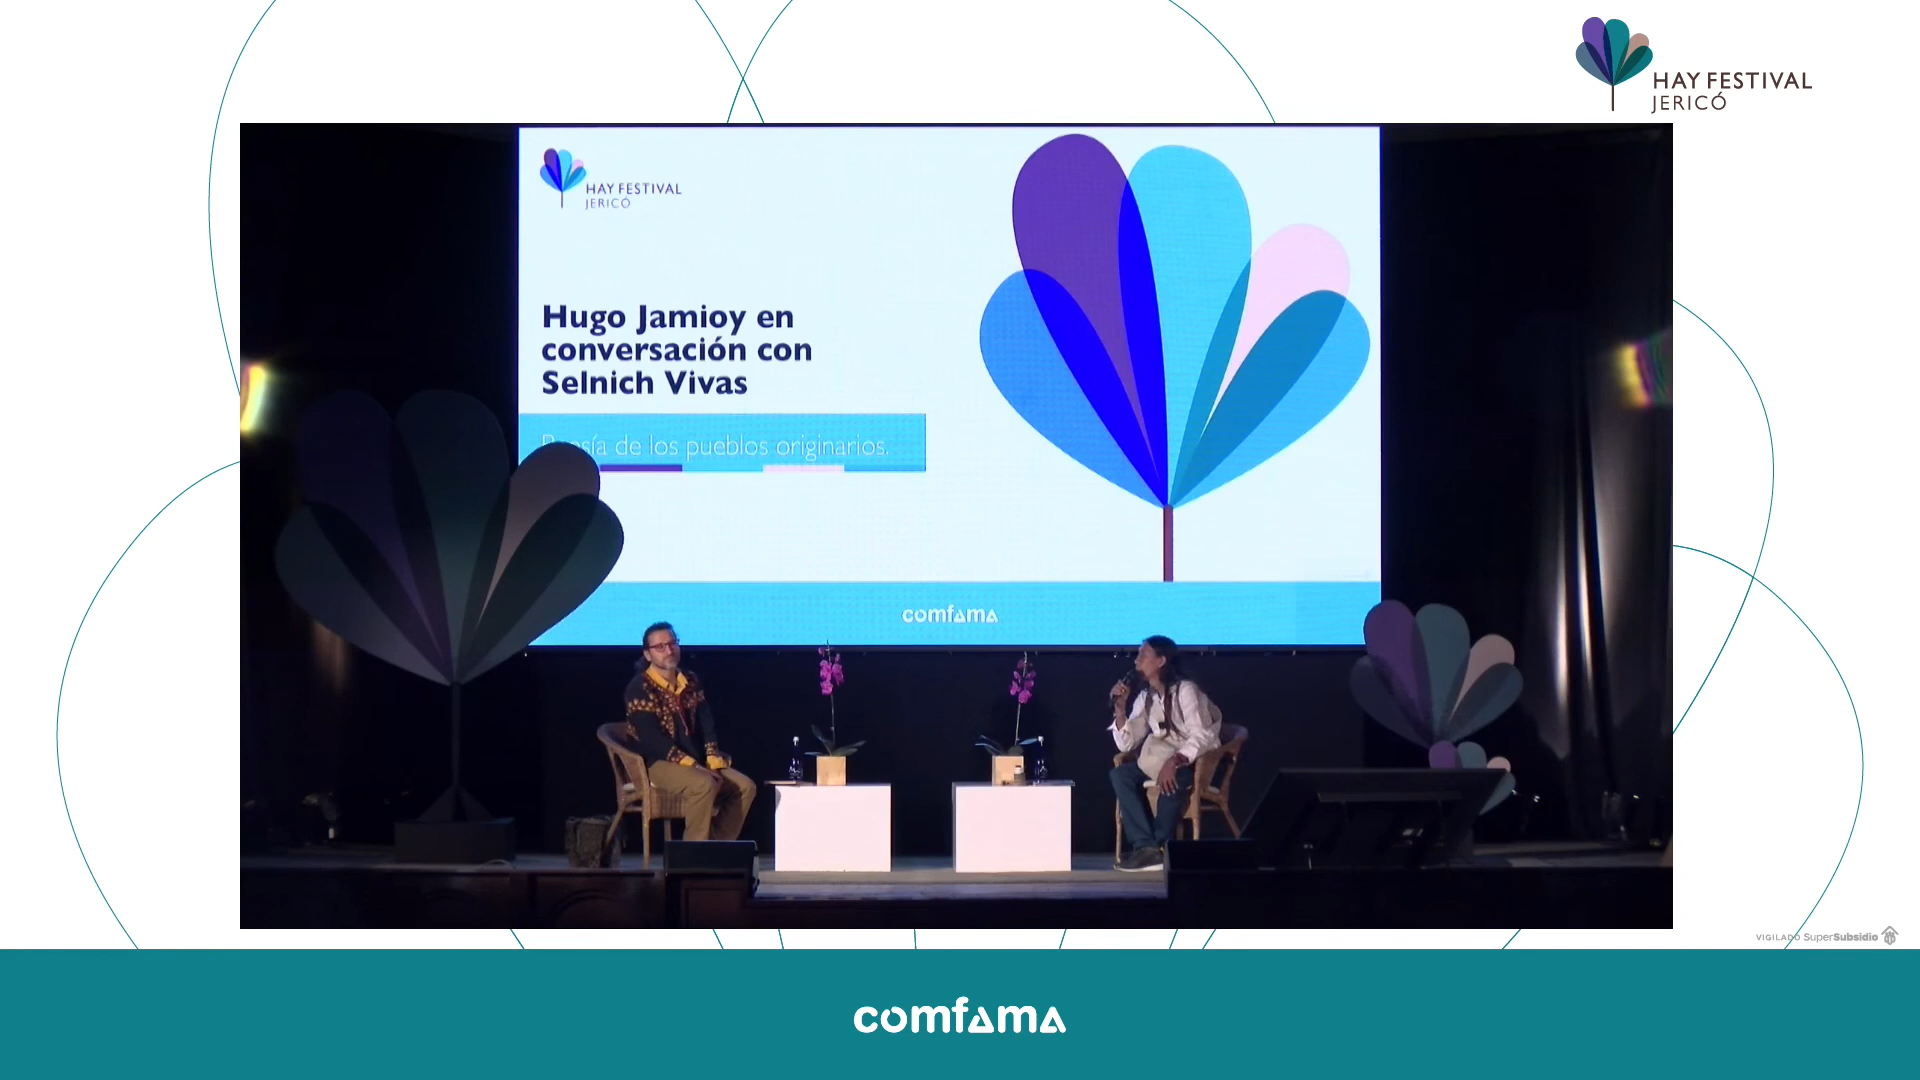 HAY FESTIVAL
JERICÓ
HAY FESTIVAL
JERICÓ
Hugo Jamioy en
conversación con
Selnich Vivas
Poesía de los pueblos originarios.
comfama
VIGILADO SuperSubsidio
comfama